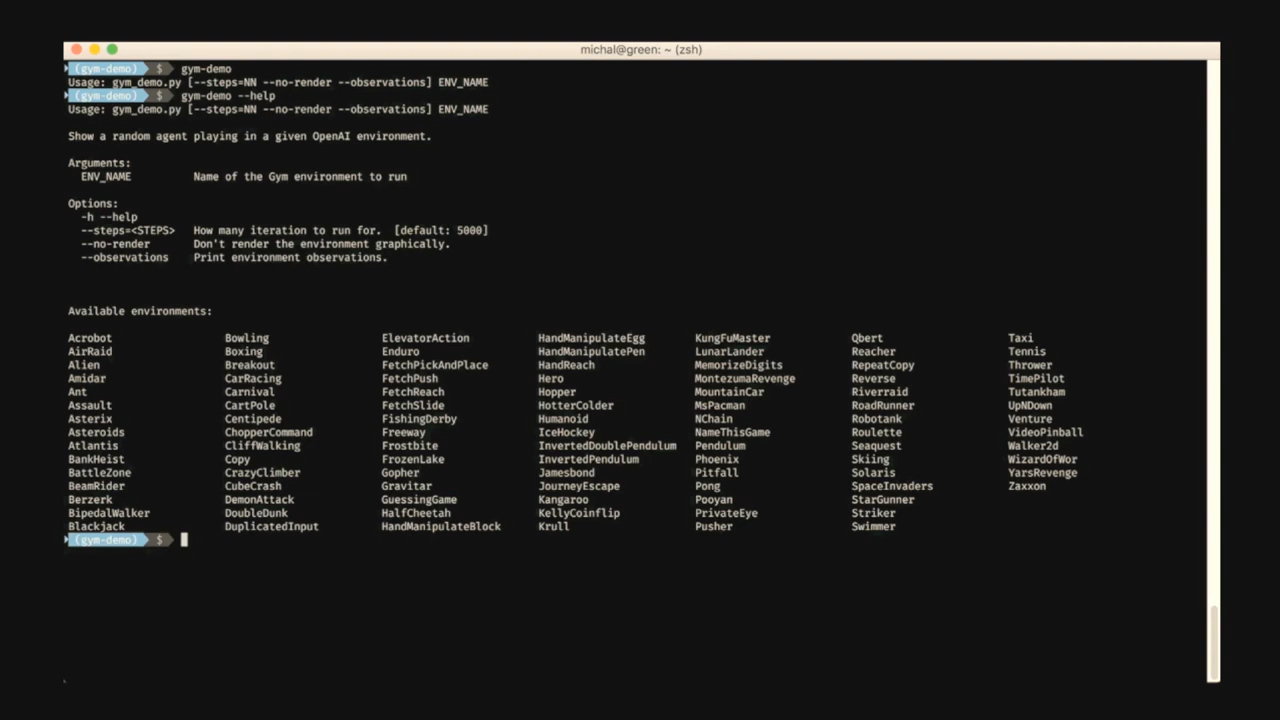 michal@green: ~ (zsh)
(gym-demo) $ gym-demo
Usage: gym_demo.py [--steps=NN --no-render --observations] ENV_NAME
(gym-demo) $ gym-demo --help
Usage: gym_demo.py [--steps=NN --no-render --observations] ENV_NAME
Show a random agent playing in a given OpenAI environment.
Arguments:
ENV_NAME Name of the Gym environment to run
Options:
-h --help
--steps=<STEPS> How many iteration to run for. [default: 5000]
--no-render Don't render the environment graphically.
--observations Print environment observations.
Available environments:
Acrobot Bowling ElevatorAction HandManipulateEgg KungFuMaster Qbert Taxi
AirRaid Boxing Enduro HandManipulatePen LunarLander Reacher Tennis
Alien Breakout FetchPickAndPlace HandReach MemorizeDigits RepeatCopy Thrower
Amidar CarRacing FetchPush Hero MontezumaRevenge Reverse TimePilot
Ant Carnival FetchReach Hopper MountainCar Riverraid Tutankham
Assault CartPole FetchSlide HotterColder MsPacman RoadRunner UpNDown
Asterix Centipede FishingDerby Humanoid NChain Robotank Venture
Asteroids ChopperCommand Freeway IceHockey NameThisGame Roulette VideoPinball
Atlantis CliffWalking Frostbite InvertedDoublePendulum Pendulum Seaquest Walker2d
BankHeist Copy FrozenLake InvertedPendulum Phoenix Skiing WizardOfWor
BattleZone CrazyClimber Gopher Jamesbond Pitfall Solaris YarsRevenge
BeamRider CubeCrash Gravitar JourneyEscape Pong SpaceInvaders Zaxxon
Berzerk DemonAttack GuessingGame Kangaroo Pooyan StarGunner
BipedalWalker DoubleDunk HalfCheetah KellyCoinflip PrivateEye Striker
Blackjack DuplicatedInput HandManipulateBlock Krull Pusher Swimmer
(gym-demo) $